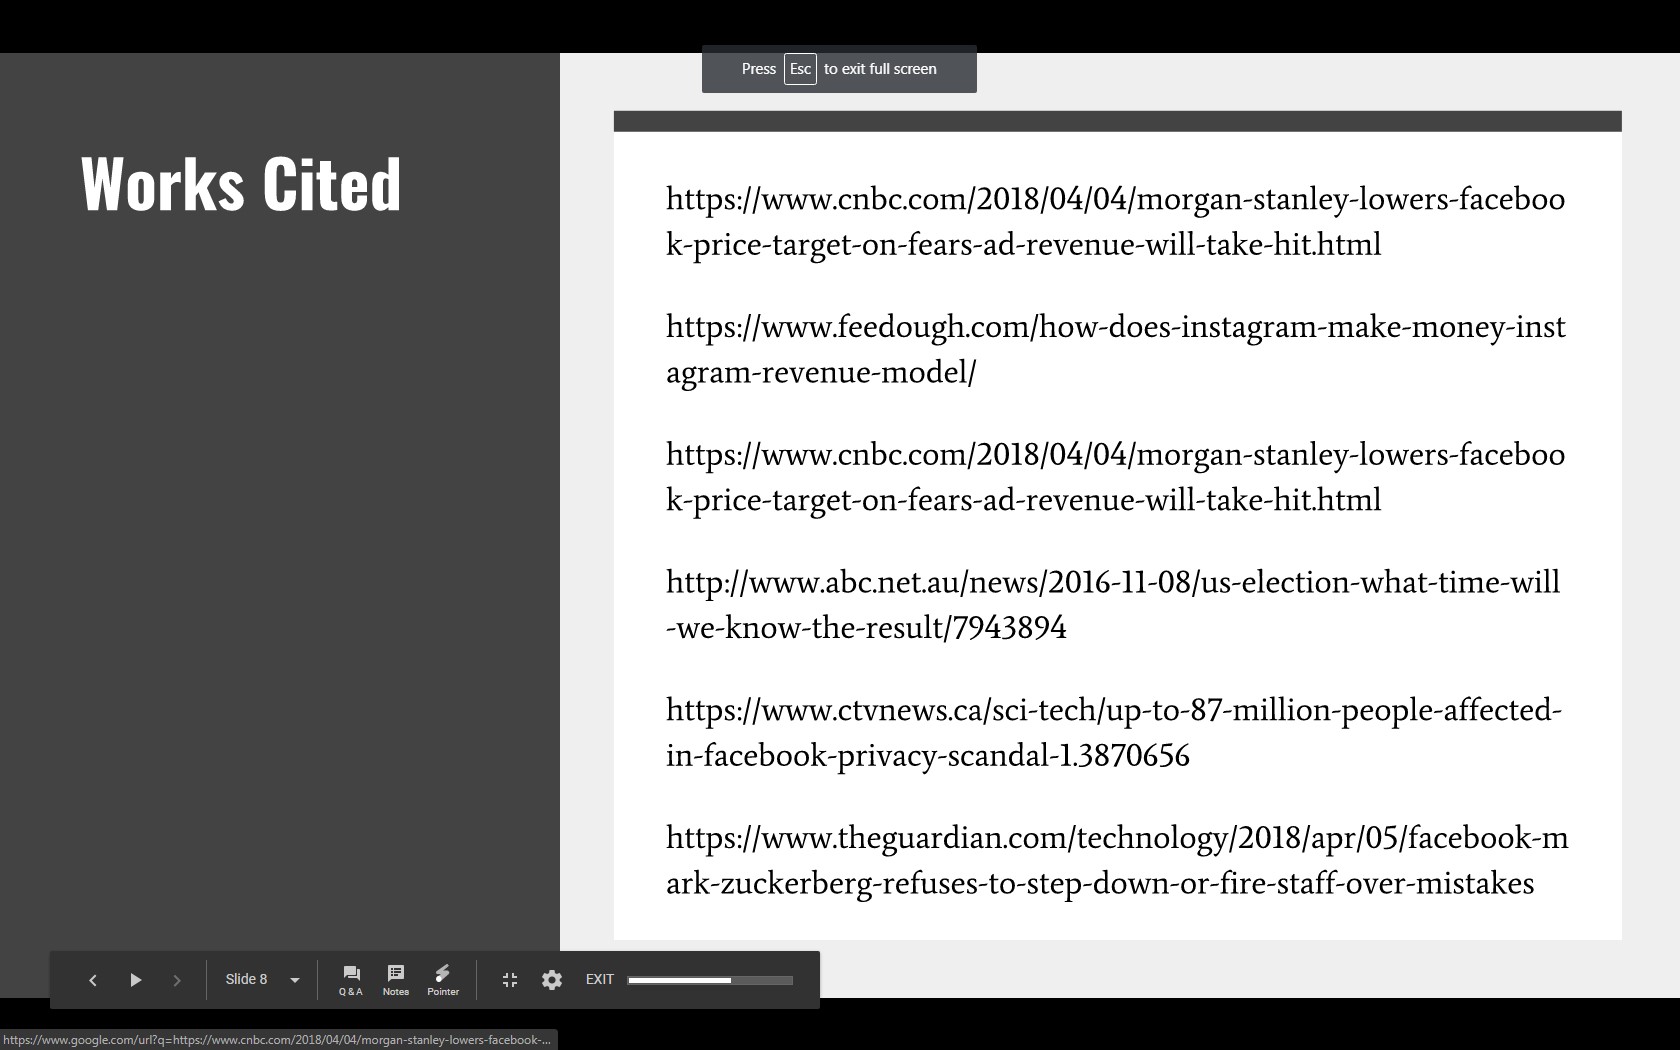 Press Esc to exit full screen
Works Cited
https://www.cnbc.com/2018/04/04/morgan-stanley-lowers-faceboo
k-price-target-on-fears-ad-revenue-will-take-hit.html
https://www.feedough.com/how-does-instagram-make-money-inst
agram-revenue-model/
https://www.cnbc.com/2018/04/04/morgan-stanley-lowers-faceboo
k-price-target-on-fears-ad-revenue-will-take-hit.html
http://www.abc.net.au/news/2016-11-08/us-election-what-time-will
-we-know-the-result/7943894
https://www.ctvnews.ca/sci-tech/up-to-87-million-people-affected-
in-facebook-privacy-scandal-1.3870656
https://www.theguardian.com/technology/2018/apr/05/facebook-m
ark-zuckerberg-refuses-to-step-down-or-fire-staff-over-mistakes
Slide 8
Q & A
Notes
Pointer
EXIT
https://www.google.com/url?q=https://www.cnbc.com/2018/04/04/morgan-stanley-lowers-facebook-...